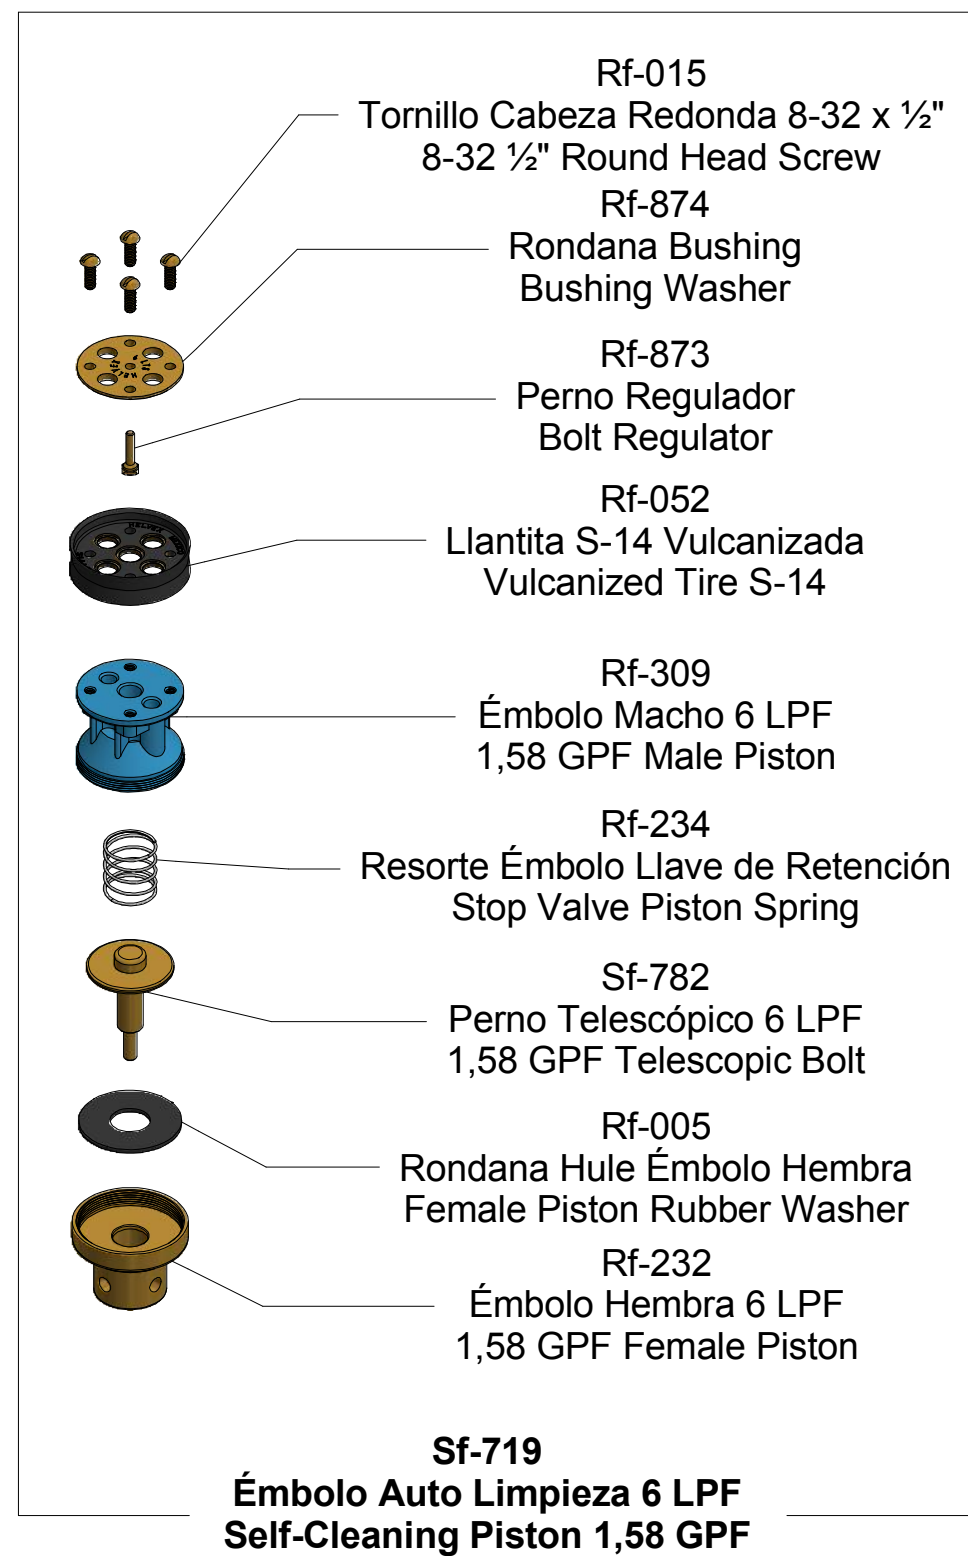 Rf-015
Tornillo Cabeza Redonda 8-32 x ½"
8-32 ½" Round Head Screw
Rf-874
Rondana Bushing
Bushing Washer
Rf-873
Perno Regulador
Bolt Regulator
Rf-052
Llantita S-14 Vulcanizada
Vulcanized Tire S-14
Rf-309
Émbolo Macho 6 LPF
1,58 GPF Male Piston
Rf-234
Resorte Émbolo Llave de Retención
Stop Valve Piston Spring
Sf-782
Perno Telescópico 6 LPF
1,58 GPF Telescopic Bolt
Rf-005
Rondana Hule Émbolo Hembra
Female Piston Rubber Washer
Rf-232
Émbolo Hembra 6 LPF
1,58 GPF Female Piston
Sf-719
Émbolo Auto Limpieza 6 LPF
Self-Cleaning Piston 1,58 GPF